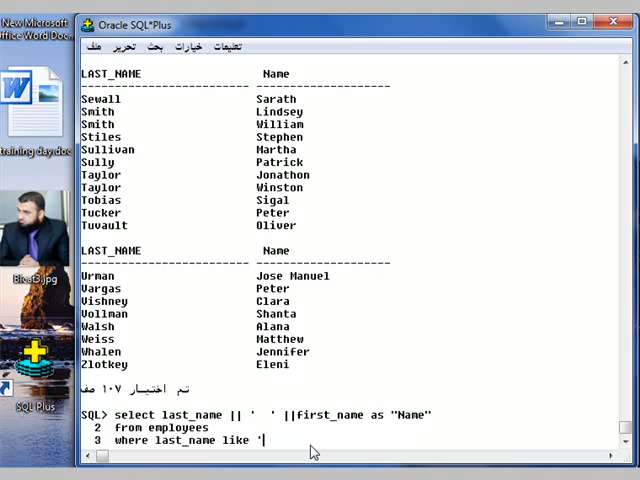 New Microsoft
Office Word Doc...
training day.doc
Bloat3.jpg
SQL Plus
Oracle SQL*Plus
ملف تحرير بحث خيارات تعليمات
LAST_NAME Name
------------------------- --------------------
Sewall Sarath
Smith Lindsey
Smith William
Stiles Stephen
Sullivan Martha
Sully Patrick
Taylor Jonathon
Taylor Winston
Tobias Sigal
Tucker Peter
Tuvault Oliver
LAST_NAME Name
------------------------- --------------------
Urman Jose Manuel
Vargas Peter
Vishney Clara
Vollman Shanta
Walsh Alana
Weiss Matthew
Whalen Jennifer
Zlotkey Eleni
تم اختيار ١٠٧ صف
SQL> select last_name || '  ' ||first_name as "Name"
2 from employees
3 where last_name like '